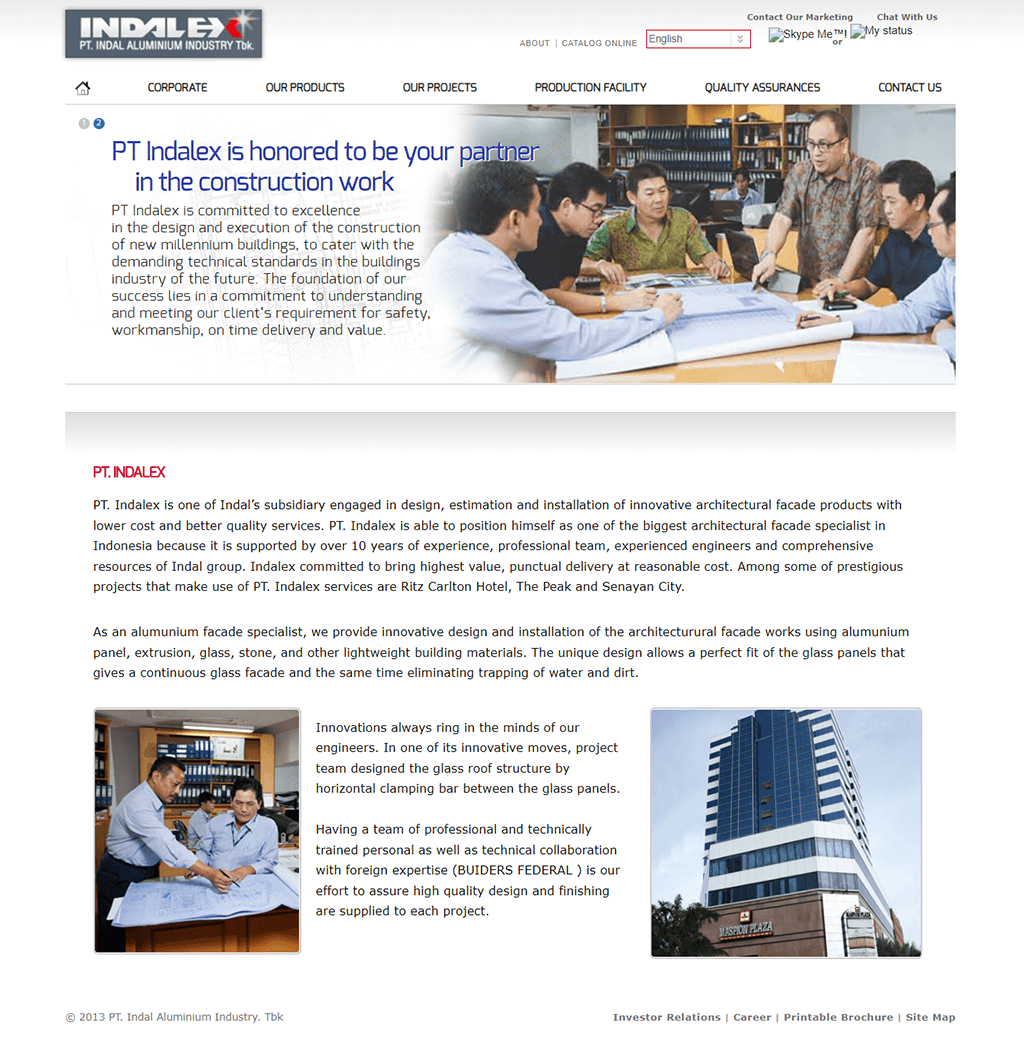 INDALEX
PT. INDAL ALUMINIUM INDUSTRY Tbk.
Contact Our Marketing
Chat With Us
ABOUT | CATALOG ONLINE
English
Skype Me™!
or
My status
CORPORATE
OUR PRODUCTS
OUR PROJECTS
PRODUCTION FACILITY
QUALITY ASSURANCES
CONTACT US
1 2
PT Indalex is honored to be your partner
in the construction work
PT Indalex is committed to excellence
in the design and execution of the construction
of new millennium buildings, to cater with the
demanding technical standards in the buildings
industry of the future. The foundation of our
success lies in a commitment to understanding
and meeting our client's requirement for safety,
workmanship, on time delivery and value.
PT. INDALEX
PT. Indalex is one of Indal's subsidiary engaged in design, estimation and installation of innovative architectural facade products with
lower cost and better quality services. PT. Indalex is able to position himself as one of the biggest architectural facade specialist in
Indonesia because it is supported by over 10 years of experience, professional team, experienced engineers and comprehensive
resources of Indal group. Indalex committed to bring highest value, punctual delivery at reasonable cost. Among some of prestigious
projects that make use of PT. Indalex services are Ritz Carlton Hotel, The Peak and Senayan City.
As an alumunium facade specialist, we provide innovative design and installation of the architecturural facade works using alumunium
panel, extrusion, glass, stone, and other lightweight building materials. The unique design allows a perfect fit of the glass panels that
gives a continuous glass facade and the same time eliminating trapping of water and dirt.
Innovations always ring in the minds of our
engineers. In one of its innovative moves, project
team designed the glass roof structure by
horizontal clamping bar between the glass panels.
Having a team of professional and technically
trained personal as well as technical collaboration
with foreign expertise (BUIDERS FEDERAL ) is our
effort to assure high quality design and finishing
are supplied to each project.
MASPION PLAZA
MASPION PLAZA
© 2013 PT. Indal Aluminium Industry. Tbk
Investor Relations | Career | Printable Brochure | Site Map